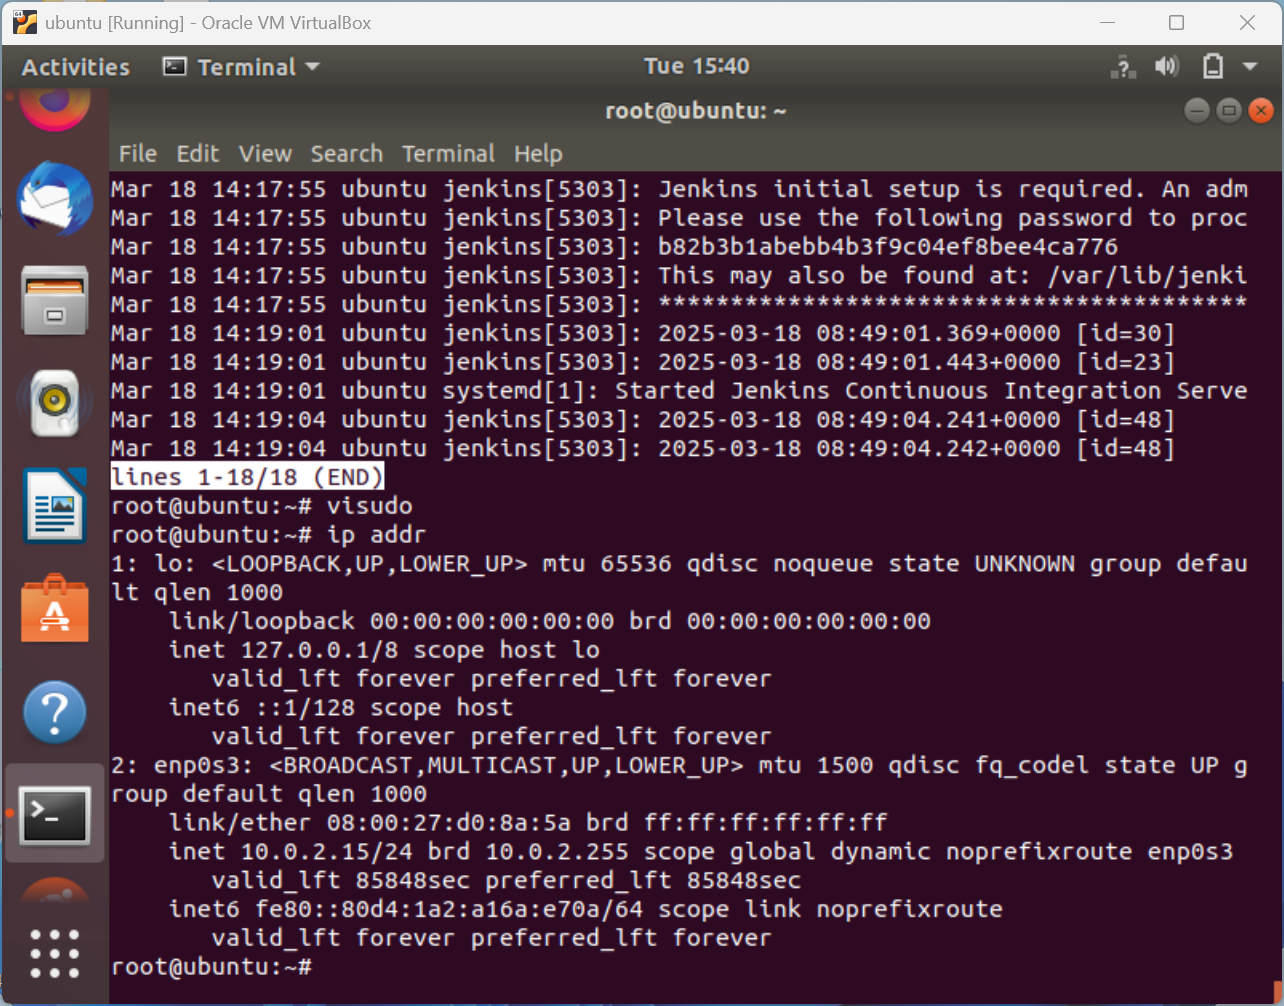 ubuntu [Running] - Oracle VM VirtualBox
Activities Terminal Tue 15:40
root@ubuntu: ~
File Edit View Search Terminal Help
Mar 18 14:17:55 ubuntu jenkins[5303]: Jenkins initial setup is required. An adm
Mar 18 14:17:55 ubuntu jenkins[5303]: Please use the following password to proc
Mar 18 14:17:55 ubuntu jenkins[5303]: b82b3b1abebb4b3f9c04ef8bee4ca776
Mar 18 14:17:55 ubuntu jenkins[5303]: This may also be found at: /var/lib/jenki
Mar 18 14:17:55 ubuntu jenkins[5303]: *****************************************
Mar 18 14:19:01 ubuntu jenkins[5303]: 2025-03-18 08:49:01.369+0000 [id=30]
Mar 18 14:19:01 ubuntu jenkins[5303]: 2025-03-18 08:49:01.443+0000 [id=23]
Mar 18 14:19:01 ubuntu systemd[1]: Started Jenkins Continuous Integration Serve
Mar 18 14:19:04 ubuntu jenkins[5303]: 2025-03-18 08:49:04.241+0000 [id=48]
Mar 18 14:19:04 ubuntu jenkins[5303]: 2025-03-18 08:49:04.242+0000 [id=48]
lines 1-18/18 (END)
root@ubuntu:~# visudo
root@ubuntu:~# ip addr
1: lo: <LOOPBACK,UP,LOWER_UP> mtu 65536 qdisc noqueue state UNKNOWN group defau
lt qlen 1000
    link/loopback 00:00:00:00:00:00 brd 00:00:00:00:00:00
    inet 127.0.0.1/8 scope host lo
       valid_lft forever preferred_lft forever
    inet6 ::1/128 scope host
       valid_lft forever preferred_lft forever
2: enp0s3: <BROADCAST,MULTICAST,UP,LOWER_UP> mtu 1500 qdisc fq_codel state UP g
roup default qlen 1000
    link/ether 08:00:27:d0:8a:5a brd ff:ff:ff:ff:ff:ff
    inet 10.0.2.15/24 brd 10.0.2.255 scope global dynamic noprefixroute enp0s3
       valid_lft 85848sec preferred_lft 85848sec
    inet6 fe80::80d4:1a2:a16a:e70a/64 scope link noprefixroute
       valid_lft forever preferred_lft forever
root@ubuntu:~#